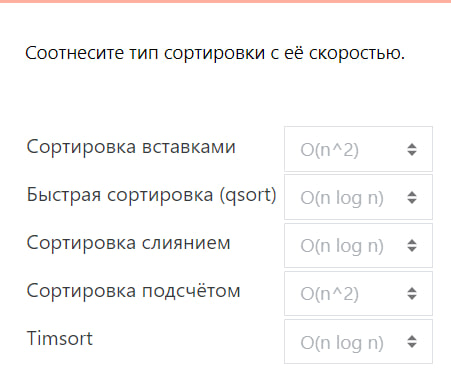 Соотнесите тип сортировки с её скоростью.
Сортировка вставками O(n^2)
Быстрая сортировка (qsort) O(n log n)
Сортировка слиянием O(n log n)
Сортировка подсчётом O(n^2)
Timsort O(n log n)